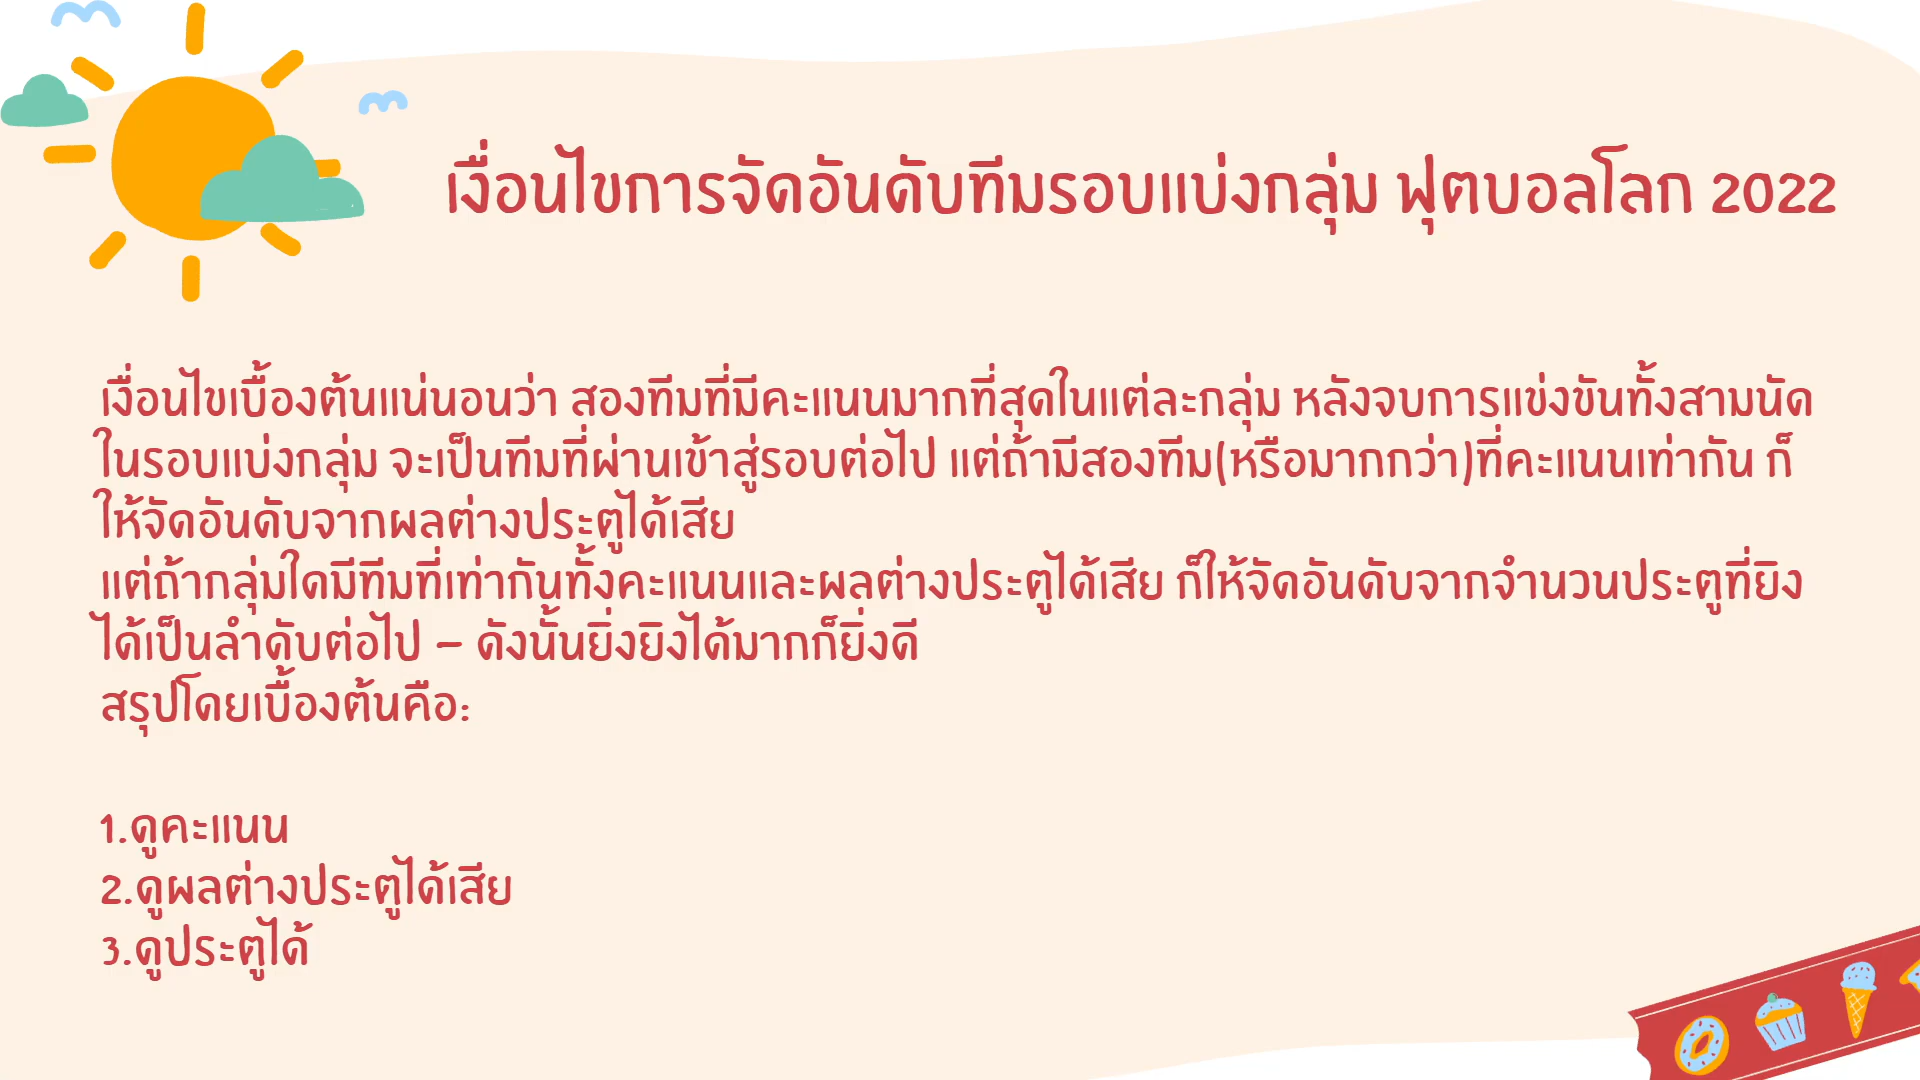 เงื่อนไขการจัดอันดับทีมรอบแบ่งกลุ่ม ฟุตบอลโลก 2022
เงื่อนไขเบื้องต้นแน่นอนว่า สองทีมที่มีคะแนนมากที่สุดในแต่ละกลุ่ม หลังจบการแข่งขันทั้งสามนัด
ในรอบแบ่งกลุ่ม จะเป็นทีมที่ผ่านเข้าสู่รอบต่อไป แต่ถ้ามีสองทีม(หรือมากกว่า)ที่คะแนนเท่ากัน ก็
ให้จัดอันดับจากผลต่างประตูได้เสีย
แต่ถ้ากลุ่มใดมีทีมที่เท่ากันทั้งคะแนนและผลต่างประตูได้เสีย ก็ให้จัดอันดับจากจำนวนประตูที่ยิง
ได้เป็นลำดับต่อไป – ดังนั้นยิ่งยิงได้มากก็ยิ่งดี
สรุปโดยเบื้องต้นคือ:
1.ดูคะแนน
2.ดูผลต่างประตูได้เสีย
3.ดูประตูได้